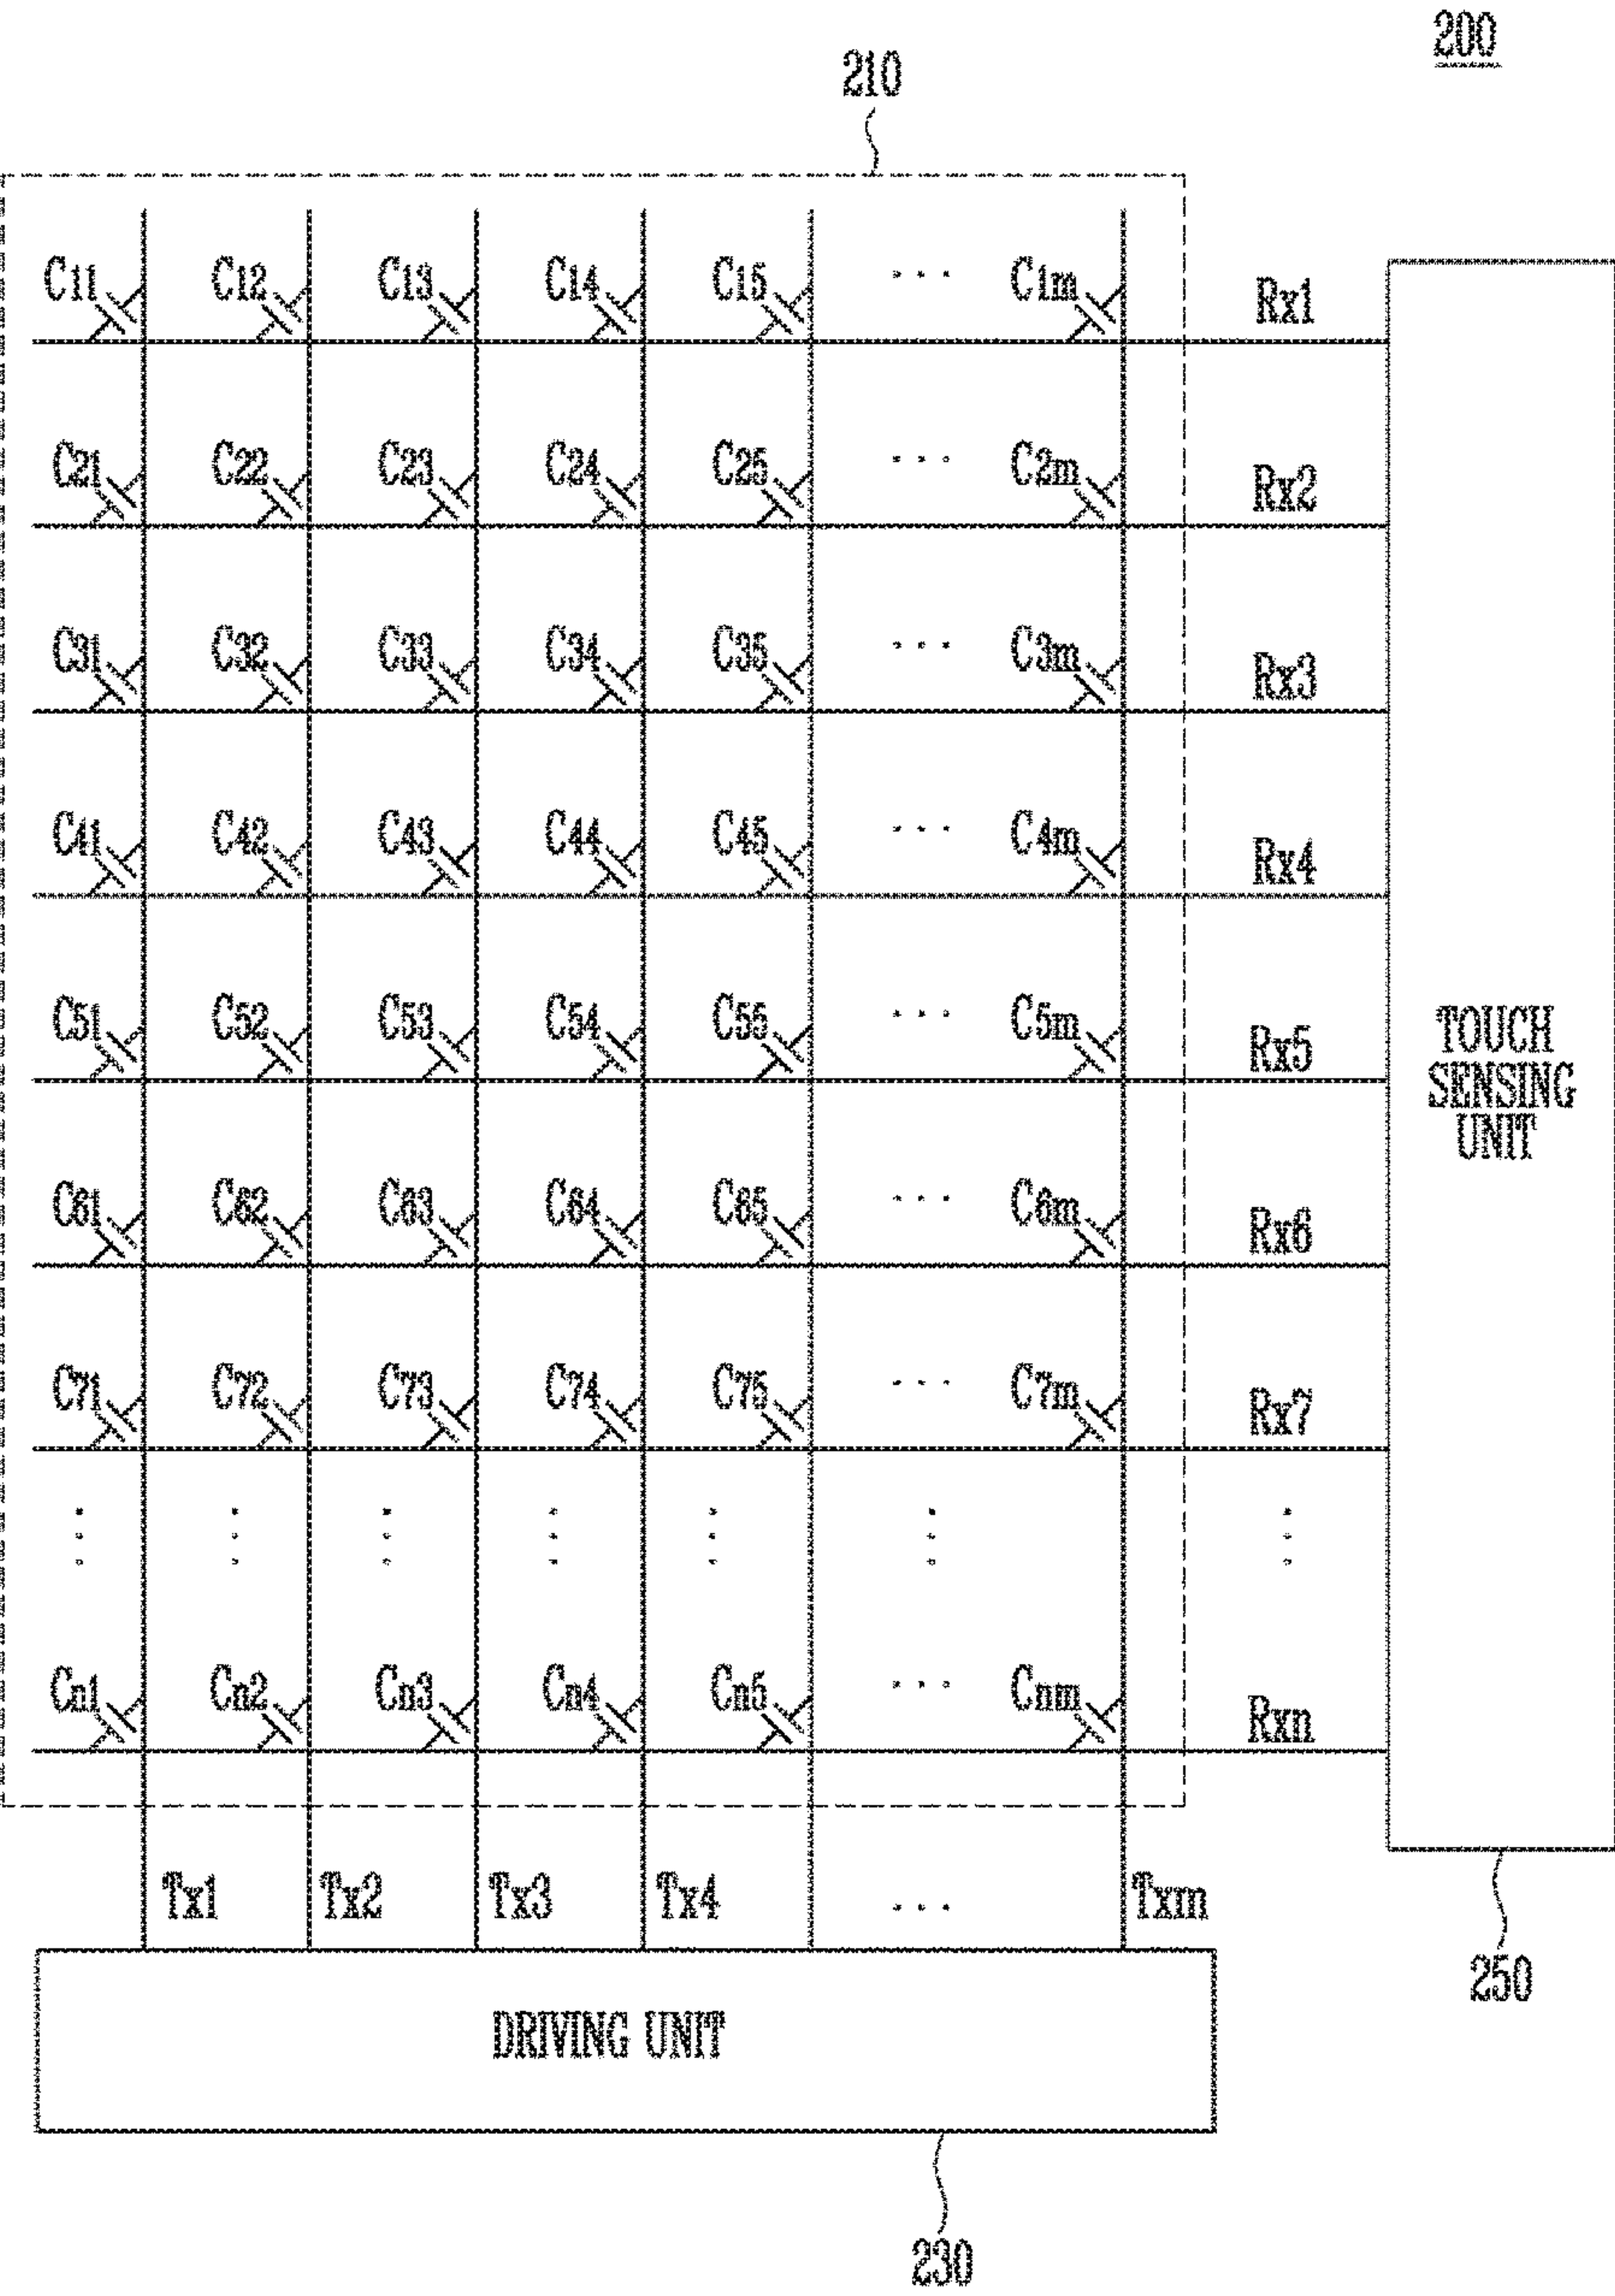 200
210
C11 C12 C13 C14 C15 ... C1m Rx1
C21 C22 C23 C24 C25 ... C2m Rx2
C31 C32 C33 C34 C35 ... C3m Rx3
C41 C42 C43 C44 C45 ... C4m Rx4
C51 C52 C53 C54 C55 ... C5m Rx5
TOUCH
SENSING
UNIT
C61 C62 C63 C64 C65 ... C6m Rx6
C71 C72 C73 C74 C75 ... C7m Rx7
Cn1 Cn2 Cn3 Cn4 Cn5 ... Cnm Rxn
Tx1 Tx2 Tx3 Tx4 ... Txm
250
DRIVING UNIT
230